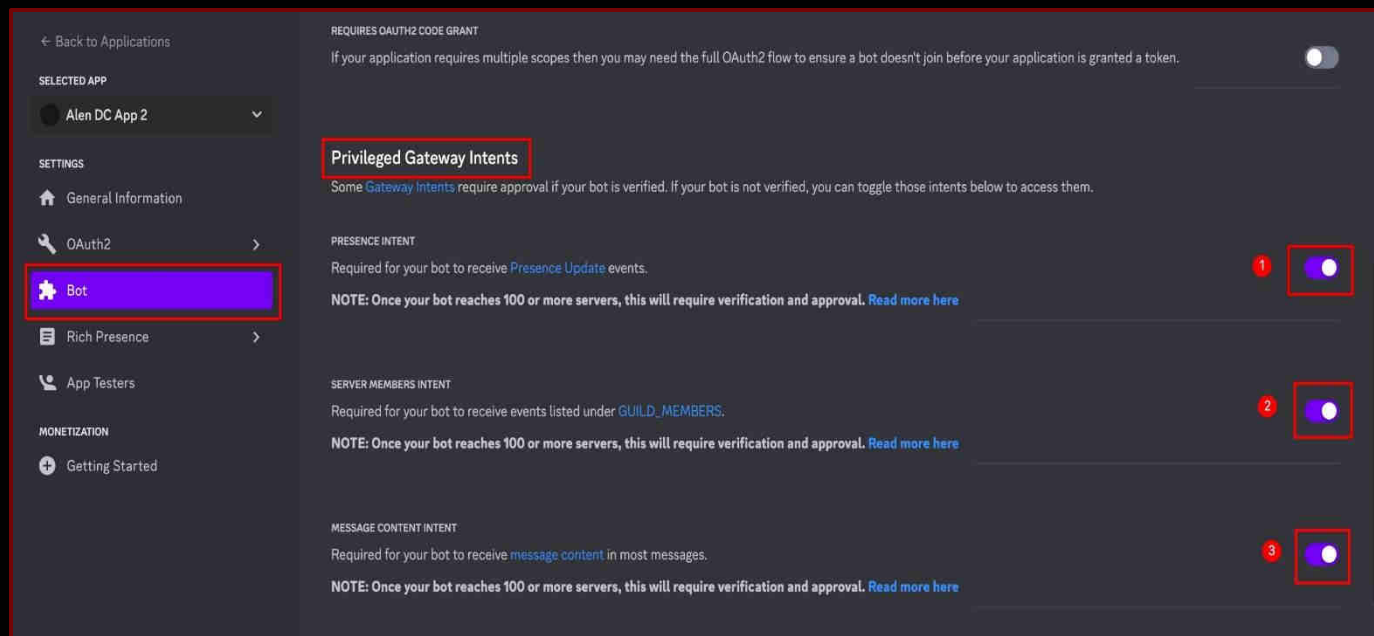 ← Back to Applications
SELECTED APP
Alen DC App 2
SETTINGS
General Information
OAuth2
Bot
Rich Presence
App Testers
MONETIZATION
Getting Started
REQUIRES OAUTH2 CODE GRANT
If your application requires multiple scopes then you may need the full OAuth2 flow to ensure a bot doesn't join before your application is granted a token.
Privileged Gateway Intents
Some Gateway Intents require approval if your bot is verified. If your bot is not verified, you can toggle those intents below to access them.
PRESENCE INTENT
Required for your bot to receive Presence Update events.
1
NOTE: Once your bot reaches 100 or more servers, this will require verification and approval. Read more here
SERVER MEMBERS INTENT
Required for your bot to receive events listed under GUILD_MEMBERS.
2
NOTE: Once your bot reaches 100 or more servers, this will require verification and approval. Read more here
MESSAGE CONTENT INTENT
Required for your bot to receive message content in most messages.
3
NOTE: Once your bot reaches 100 or more servers, this will require verification and approval. Read more here